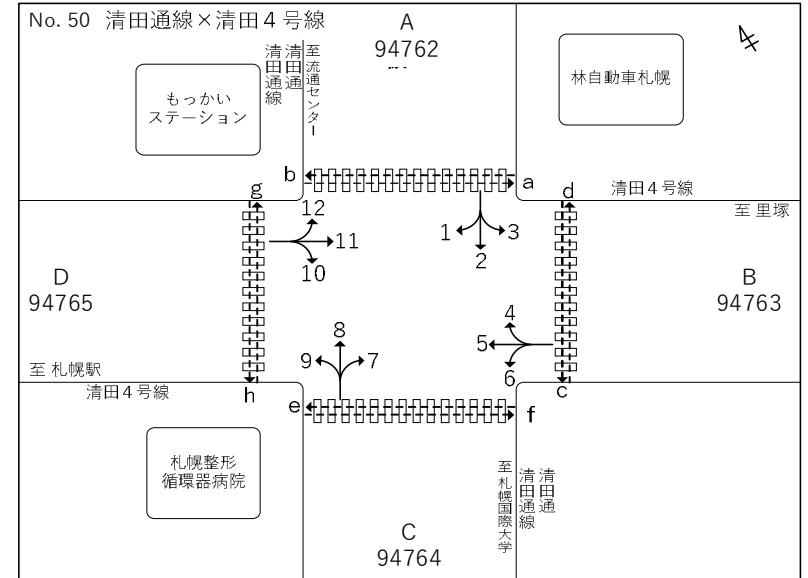 No. 50 清田通線×清田４号線
A
94762
清田通
清田通線
至流通センター
もっかい
ステーション
林自動車札幌
b
a
g
d
清田４号線
至 里塚
12
11
10
1
2
3
D
94765
B
94763
4
5
6
8
9
7
至 札幌駅
清田４号線
h
c
e
f
札幌整形
循環器病院
至札幌国際大学
清田通線
清田通
C
94764